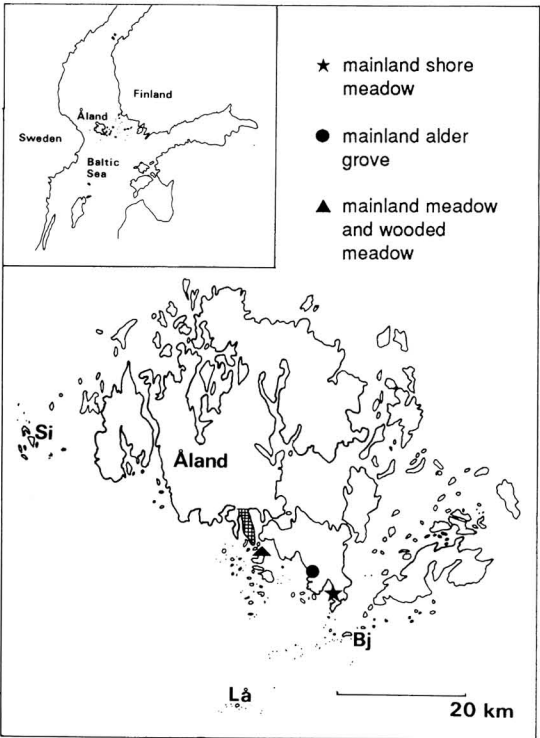 Finland
Åland
Sweden
Baltic
Sea
mainland shore
meadow
mainland alder
grove
mainland meadow
and wooded
meadow
Si
Åland
Bj
Lå
20 km